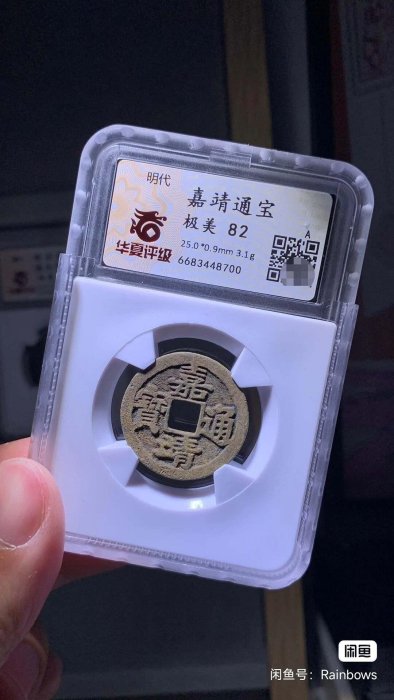 明代
嘉靖通宝
极美 82
A
华夏评级
25.0*0.9mm 3.1g
6683448700
嘉靖通寶
闲鱼
闲鱼号：Rainbows